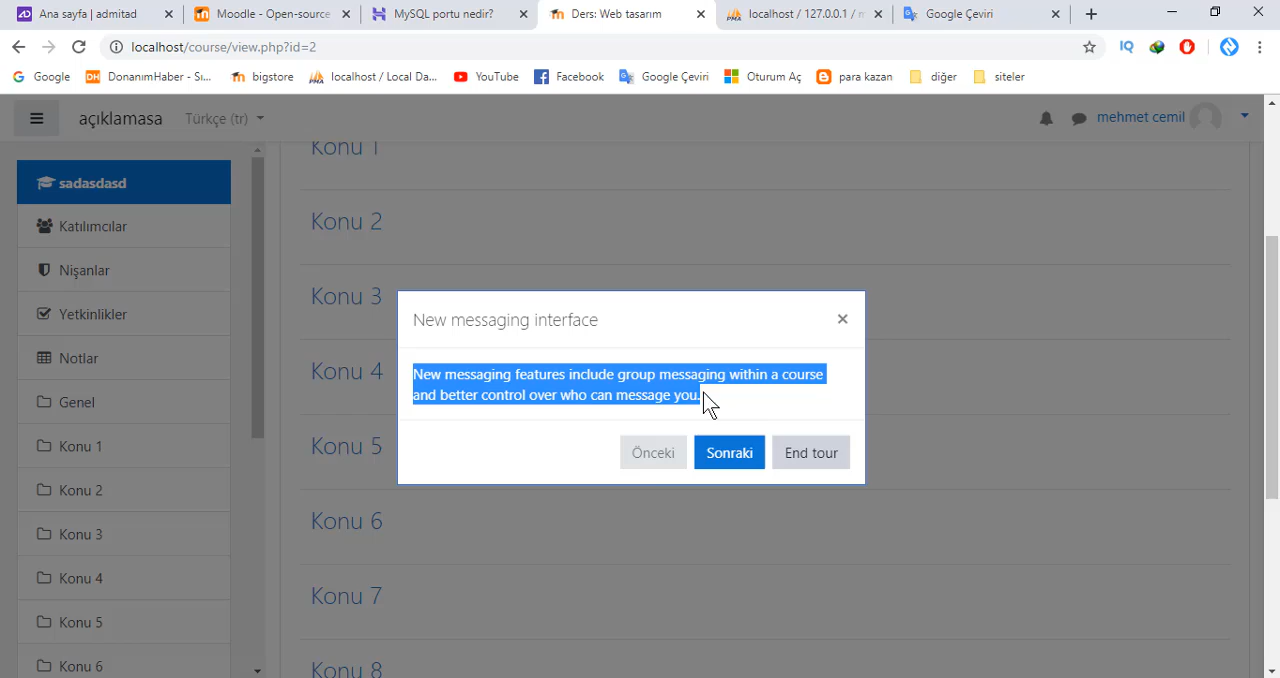 Ana sayfa | admitad
Moodle - Open-source
MySQL portu nedir?
Ders: Web tasarım
localhost / 127.0.0.1 / m
Google Çeviri
localhost/course/view.php?id=2
IQ
Google
DH DonanımHaber - Si...
bigstore
localhost / Local Da...
YouTube
Facebook
Google Çeviri
Oturum Aç
para kazan
diğer
siteler
açıklamasa
Türkçe (tr)
mehmet cemil
sadasdasd
Katılımcılar
Nişanlar
Yetkinlikler
Notlar
Genel
Konu 1
Konu 2
Konu 3
Konu 4
Konu 5
Konu 6
Konu 1
Konu 2
Konu 3
Konu 4
Konu 5
Konu 6
Konu 7
Konu 8
New messaging interface
New messaging features include group messaging within a course
and better control over who can message you.
Önceki
Sonraki
End tour